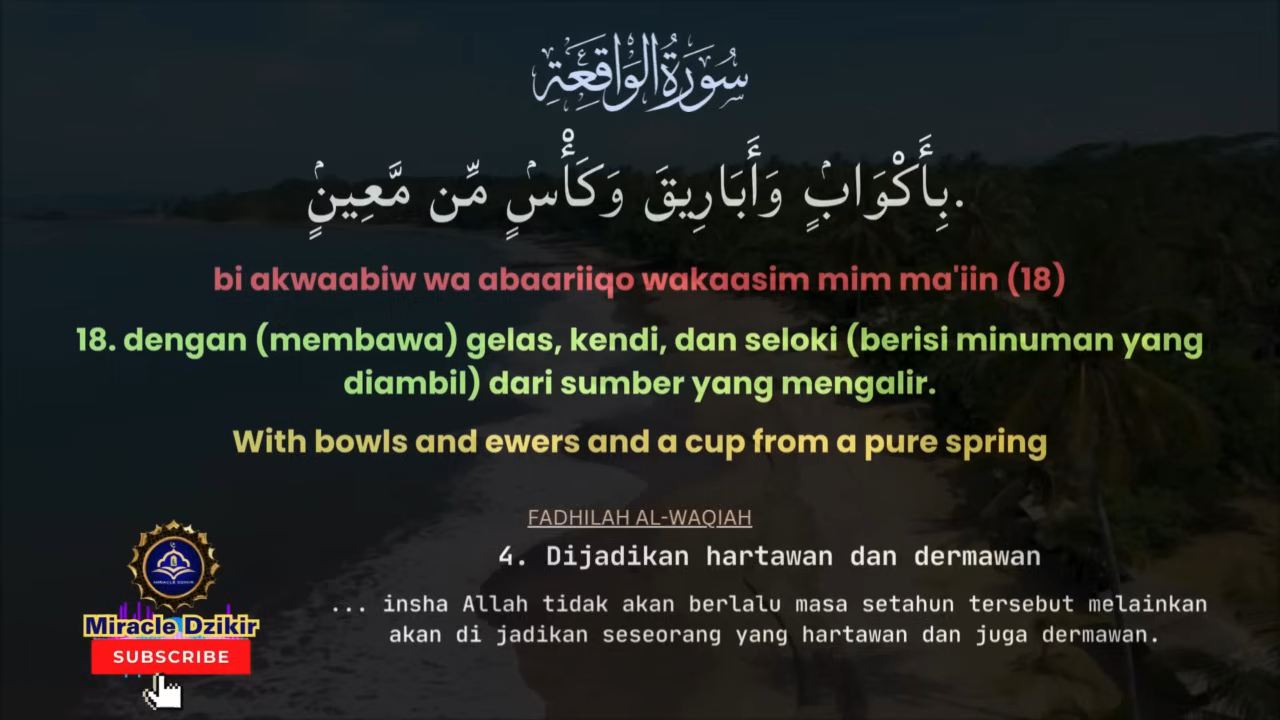 سُورَةُ الْوَاقِعَةِ
بِأَكْوَابٍۢ وَأَبَارِيقَ وَكَأْسٍۢ مِّن مَّعِينٍۢ.
bi akwaabiw wa abaariiqo wakaasim mim ma'iin (18)
18. dengan (membawa) gelas, kendi, dan seloki (berisi minuman yang
diambil) dari sumber yang mengalir.
With bowls and ewers and a cup from a pure spring
FADHILAH AL-WAQIAH
4. Dijadikan hartawan dan dermawan
... insha Allah tidak akan berlalu masa setahun tersebut melainkan
akan di jadikan seseorang yang hartawan dan juga dermawan.
MIRACLE DZIKIR
Miracle Dzikir
SUBSCRIBE